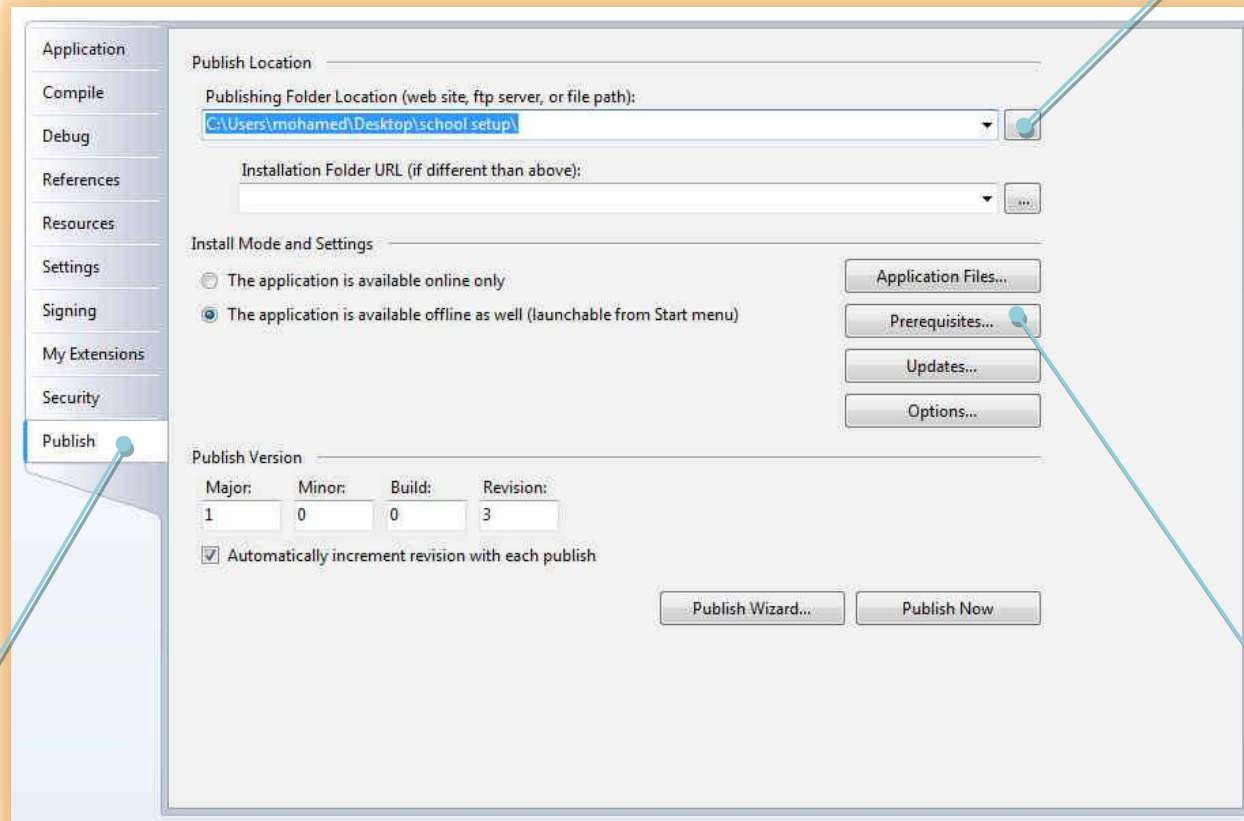 Application
Compile
Debug
References
Resources
Settings
Signing
My Extensions
Security
Publish
Publish Location
Publishing Folder Location (web site, ftp server, or file path):
C:\Users\mohamed\Desktop\school setup\
Installation Folder URL (if different than above):
...
Install Mode and Settings
The application is available online only
The application is available offline as well (launchable from Start menu)
Application Files...
Prerequisites...
Updates...
Options...
Publish Version
Major: Minor: Build: Revision:
1 0 0 3
Automatically increment revision with each publish
Publish Wizard... Publish Now